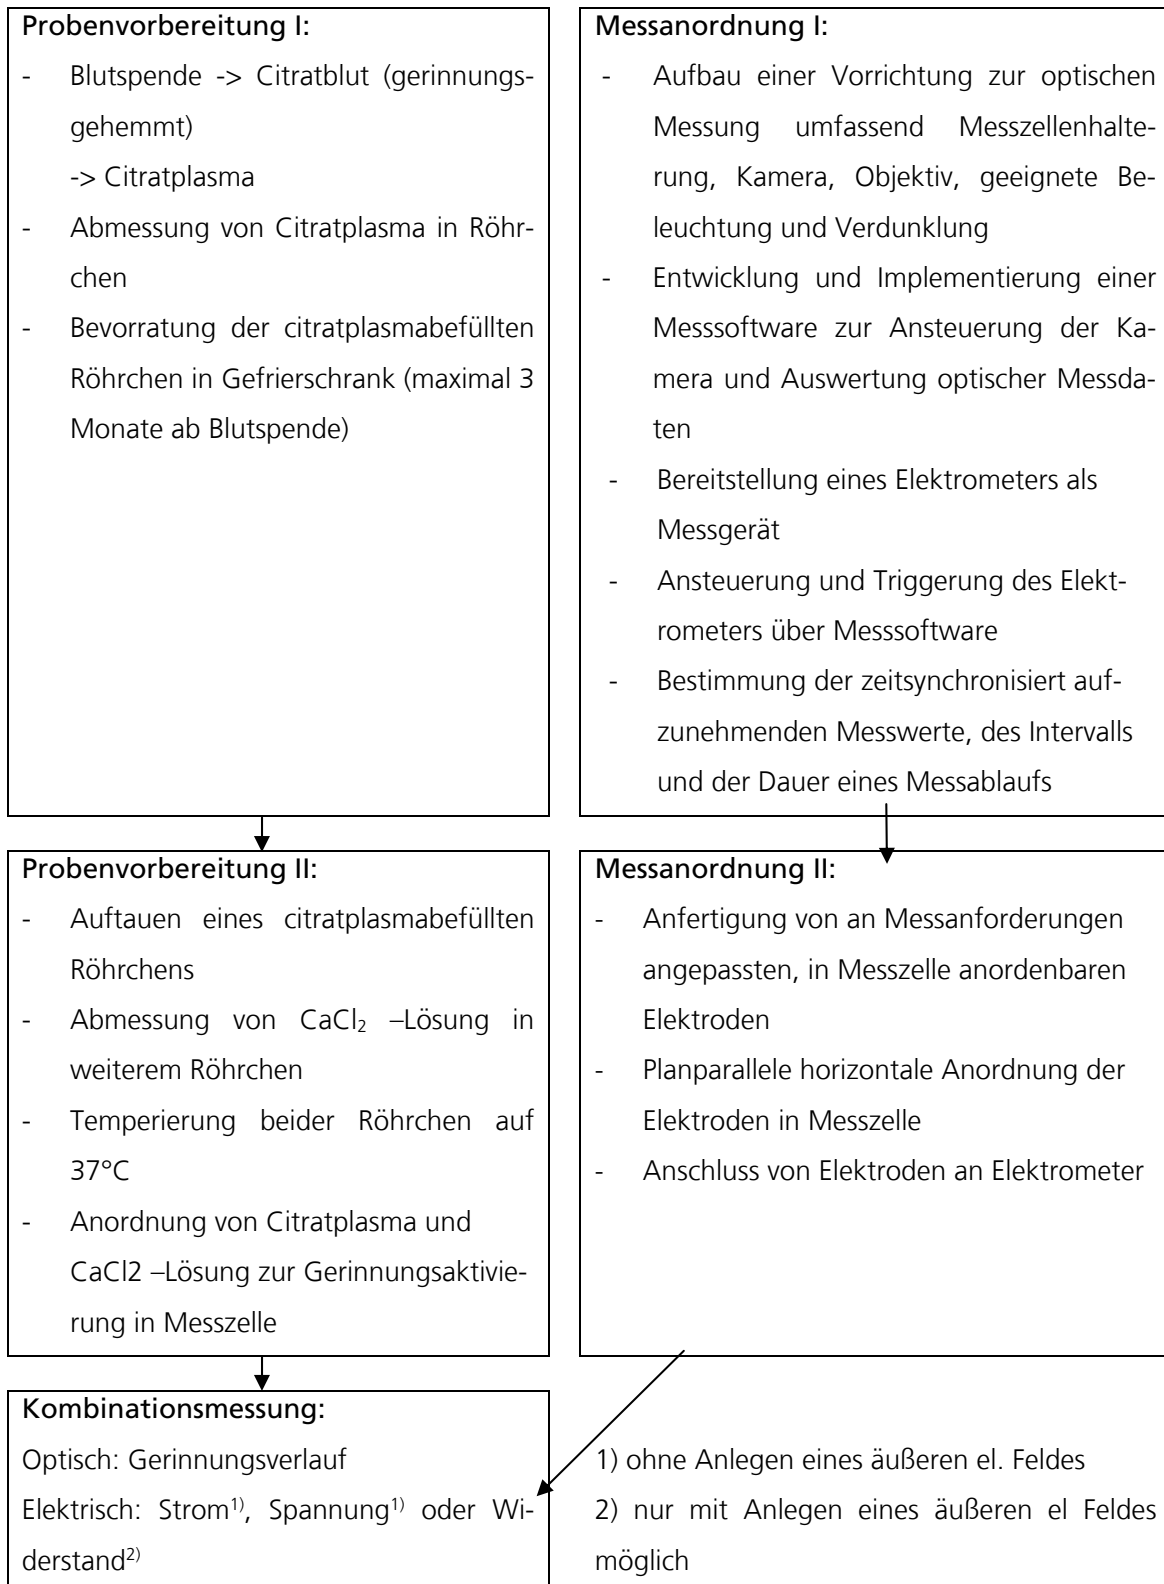 Probenvorbereitung I:
- Blutspende -> Citratblut (gerinnungs-
gehemmt)
-> Citratplasma
- Abmessung von Citratplasma in Röhr-
chen
- Bevorratung der citratplasmabefüllten
Röhrchen in Gefrierschrank (maximal 3
Monate ab Blutspende)
Messanordnung I:
- Aufbau einer Vorrichtung zur optischen
Messung umfassend Messzellenhalte-
rung, Kamera, Objektiv, geeignete Be-
leuchtung und Verdunklung
- Entwicklung und Implementierung einer
Messsoftware zur Ansteuerung der Ka-
mera und Auswertung optischer Messda-
ten
- Bereitstellung eines Elektrometers als
Messgerät
- Ansteuerung und Triggerung des Elekt-
rometers über Messsoftware
- Bestimmung der zeitsynchronisiert auf-
zunehmenden Messwerte, des Intervalls
und der Dauer eines Messablaufs
Probenvorbereitung II:
- Auftauen eines citratplasmabefüllten
Röhrchens
- Abmessung von CaCl₂ –Lösung in
weiterem Röhrchen
- Temperierung beider Röhrchen auf
37°C
- Anordnung von Citratplasma und
CaCl2 –Lösung zur Gerinnungsaktivie-
rung in Messzelle
Messanordnung II:
- Anfertigung von an Messanforderungen
angepassten, in Messzelle anordenbaren
Elektroden
- Planparallele horizontale Anordnung der
Elektroden in Messzelle
- Anschluss von Elektroden an Elektrometer
Kombinationsmessung:
Optisch: Gerinnungsverlauf
Elektrisch: Strom¹⁾, Spannung¹⁾ oder Wi-
derstand²⁾
1) ohne Anlegen eines äußeren el. Feldes
2) nur mit Anlegen eines äußeren el Feldes
möglich